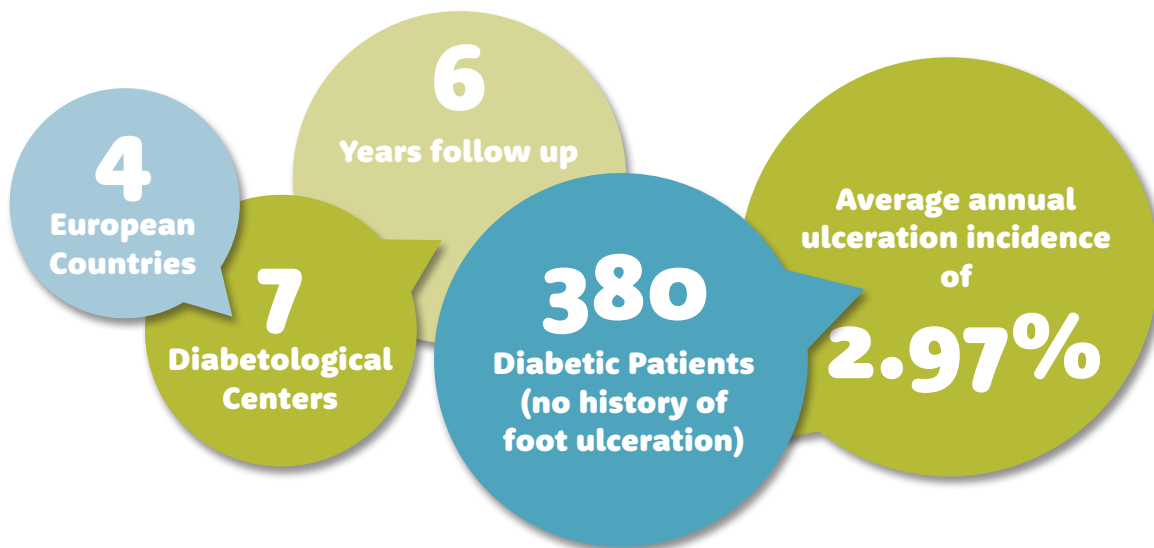 4
European
Countries
7
Diabetological
Centers
6
Years follow up
380
Diabetic Patients
(no history of
foot ulceration)
Average annual
ulceration incidence
of
2.97%